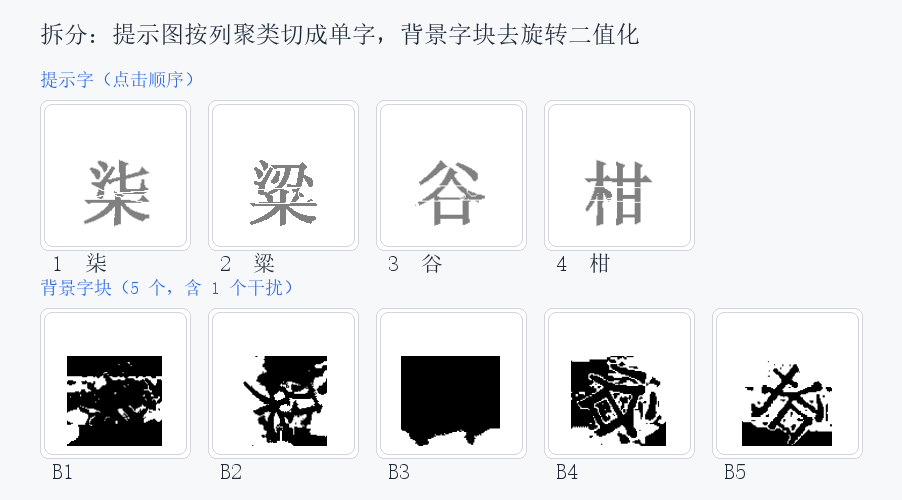 拆分：提示图按列聚类切成单字，背景字块去旋转二值化
提示字（点击顺序）
柒 粱 谷 柑
1 柒 2 粱 3 谷 4 柑
背景字块（5 个，含 1 个干扰）
B1 B2 B3 B4 B5